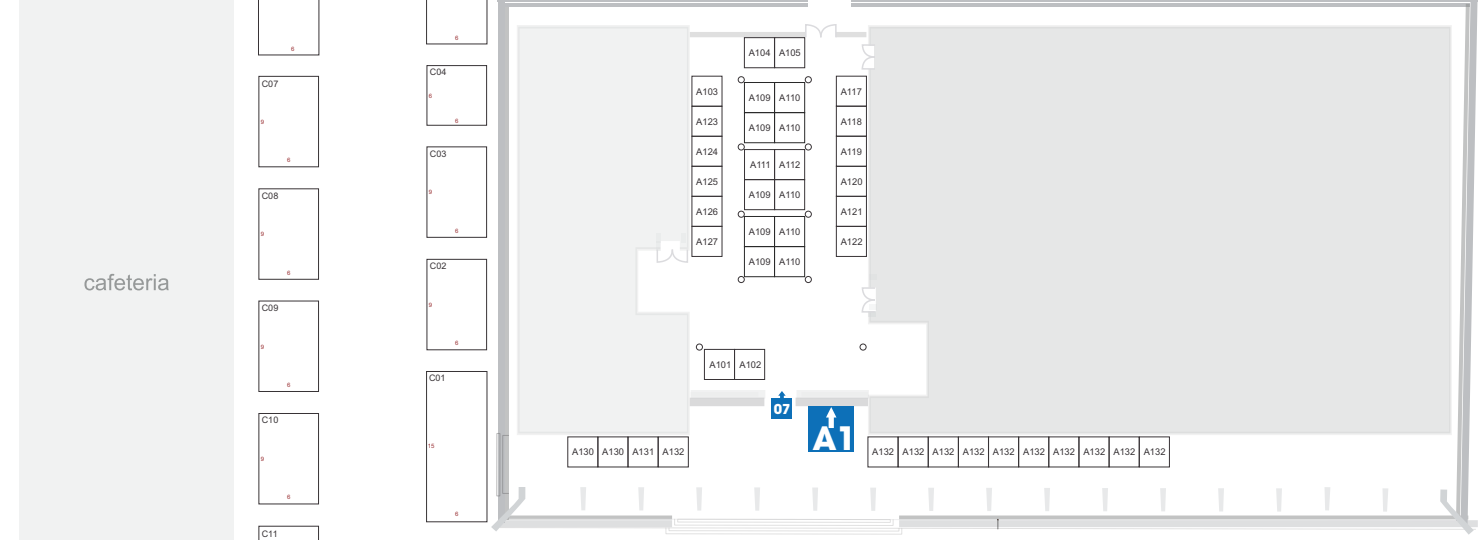 cafeteria
6
C07
9
6
C08
9
6
C09
9
6
C10
9
6
C11
6
C04
6
6
C03
9
6
C02
9
6
C01
15
6
A104 A105
A103
A123
A124
A125
A126
A127
A109 A110
A109 A110
A111 A112
A109 A110
A109 A110
A109 A110
A117
A118
A119
A120
A121
A122
A101 A102
07
A1
A130 A130 A131 A132
A132 A132 A132 A132 A132 A132 A132 A132 A132 A132